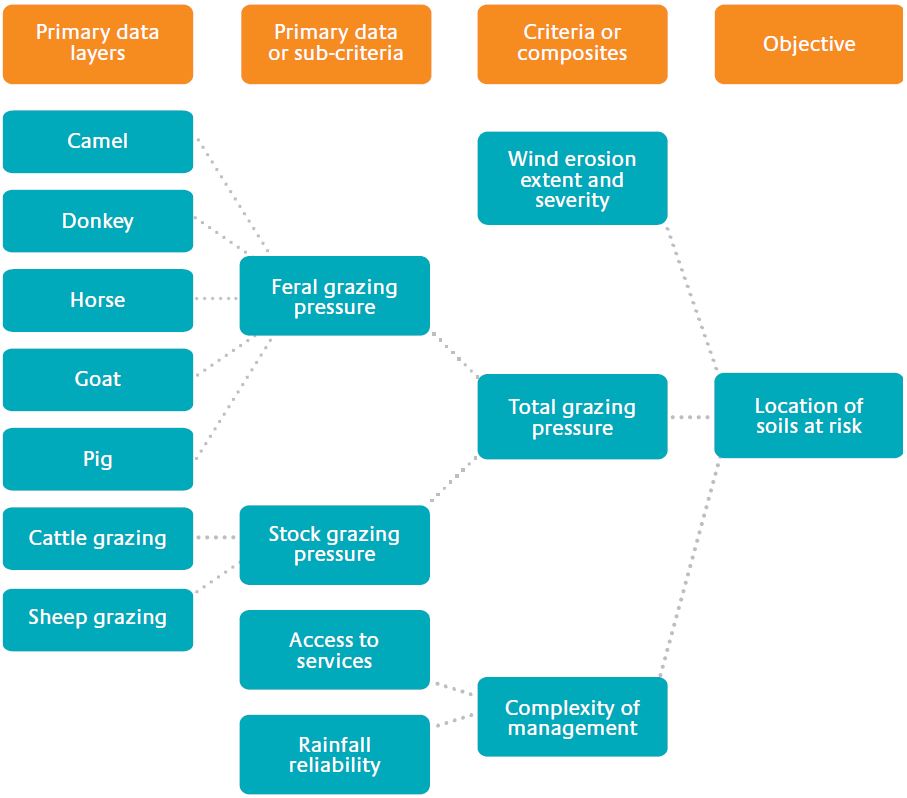 Primary data
layers
Primary data
or sub-criteria
Criteria or
composites
Objective
Camel
Donkey
Horse
Goat
Pig
Cattle grazing
Sheep grazing
Feral grazing
pressure
Stock grazing
pressure
Access to
services
Rainfall
reliability
Wind erosion
extent and
severity
Total grazing
pressure
Complexity of
management
Location of
soils at risk